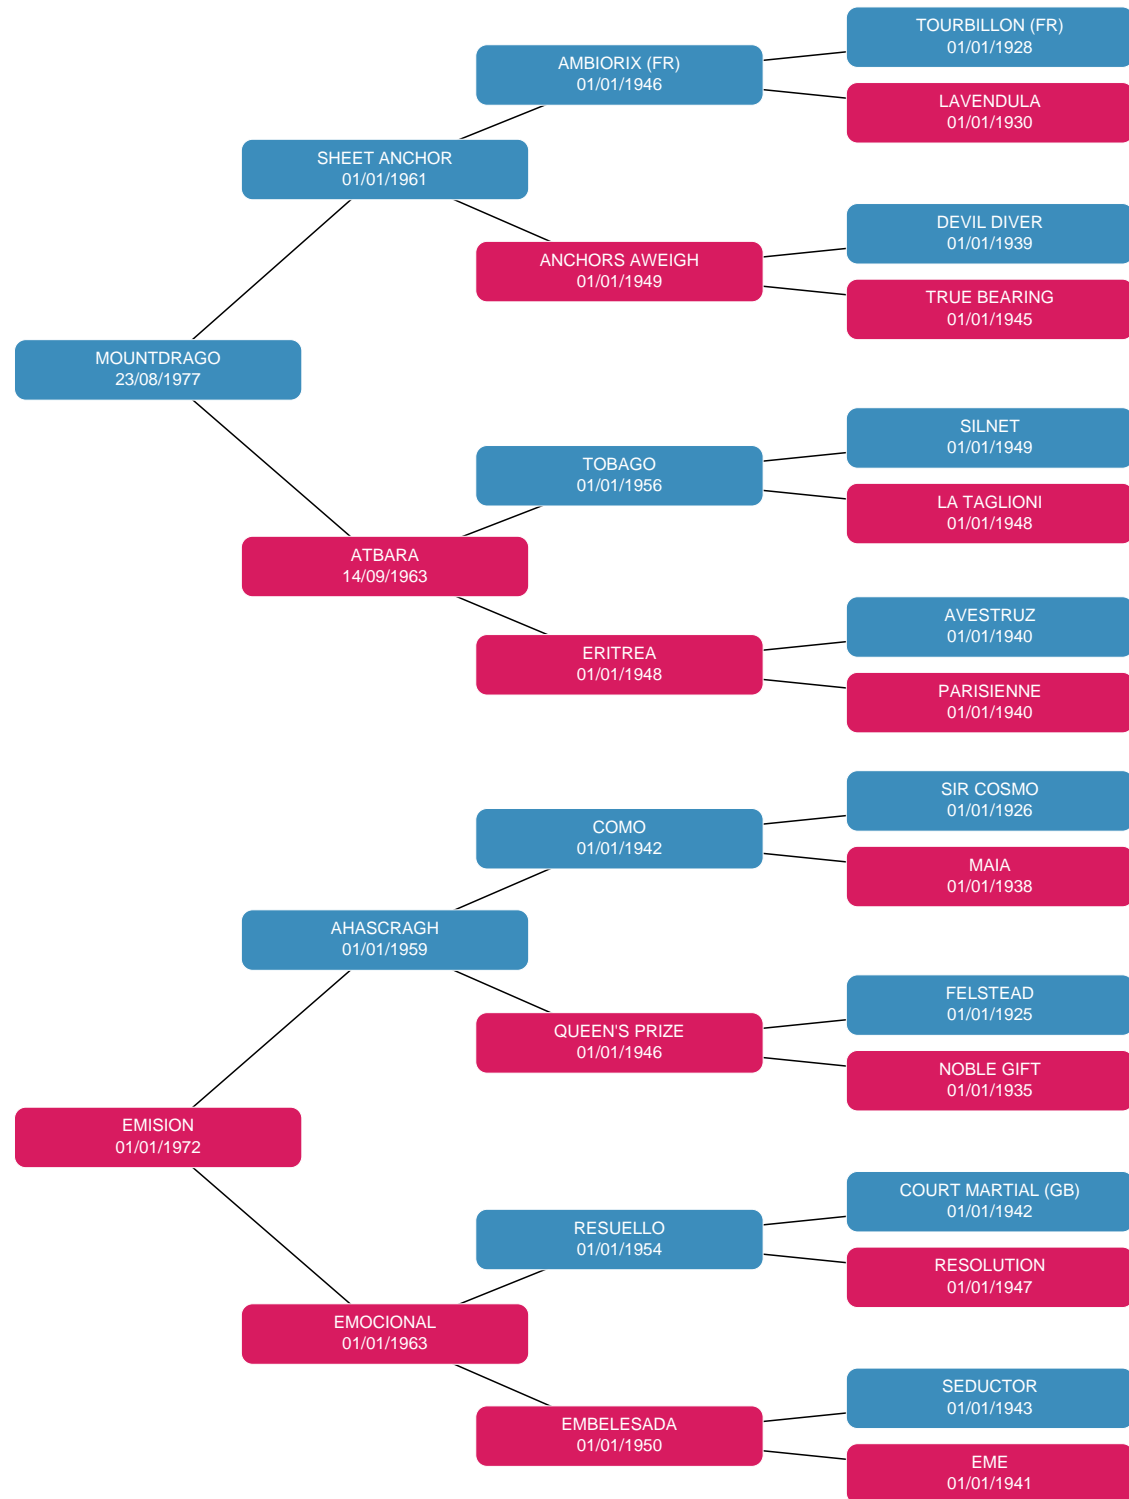 TOURBILLON (FR)
01/01/1928
AMBIORIX (FR)
01/01/1946
LAVENDULA
01/01/1930
SHEET ANCHOR
01/01/1961
DEVIL DIVER
01/01/1939
ANCHORS AWEIGH
01/01/1949
TRUE BEARING
01/01/1945
MOUNTDRAGO
23/08/1977
SILNET
01/01/1949
TOBAGO
01/01/1956
LA TAGLIONI
01/01/1948
ATBARA
14/09/1963
AVESTRUZ
01/01/1940
ERITREA
01/01/1948
PARISIENNE
01/01/1940
SIR COSMO
01/01/1926
COMO
01/01/1942
MAIA
01/01/1938
AHASCRAGH
01/01/1959
FELSTEAD
01/01/1925
QUEEN'S PRIZE
01/01/1946
NOBLE GIFT
01/01/1935
EMISION
01/01/1972
COURT MARTIAL (GB)
01/01/1942
RESUELLO
01/01/1954
RESOLUTION
01/01/1947
EMOCIONAL
01/01/1963
SEDUCTOR
01/01/1943
EMBELESADA
01/01/1950
EME
01/01/1941